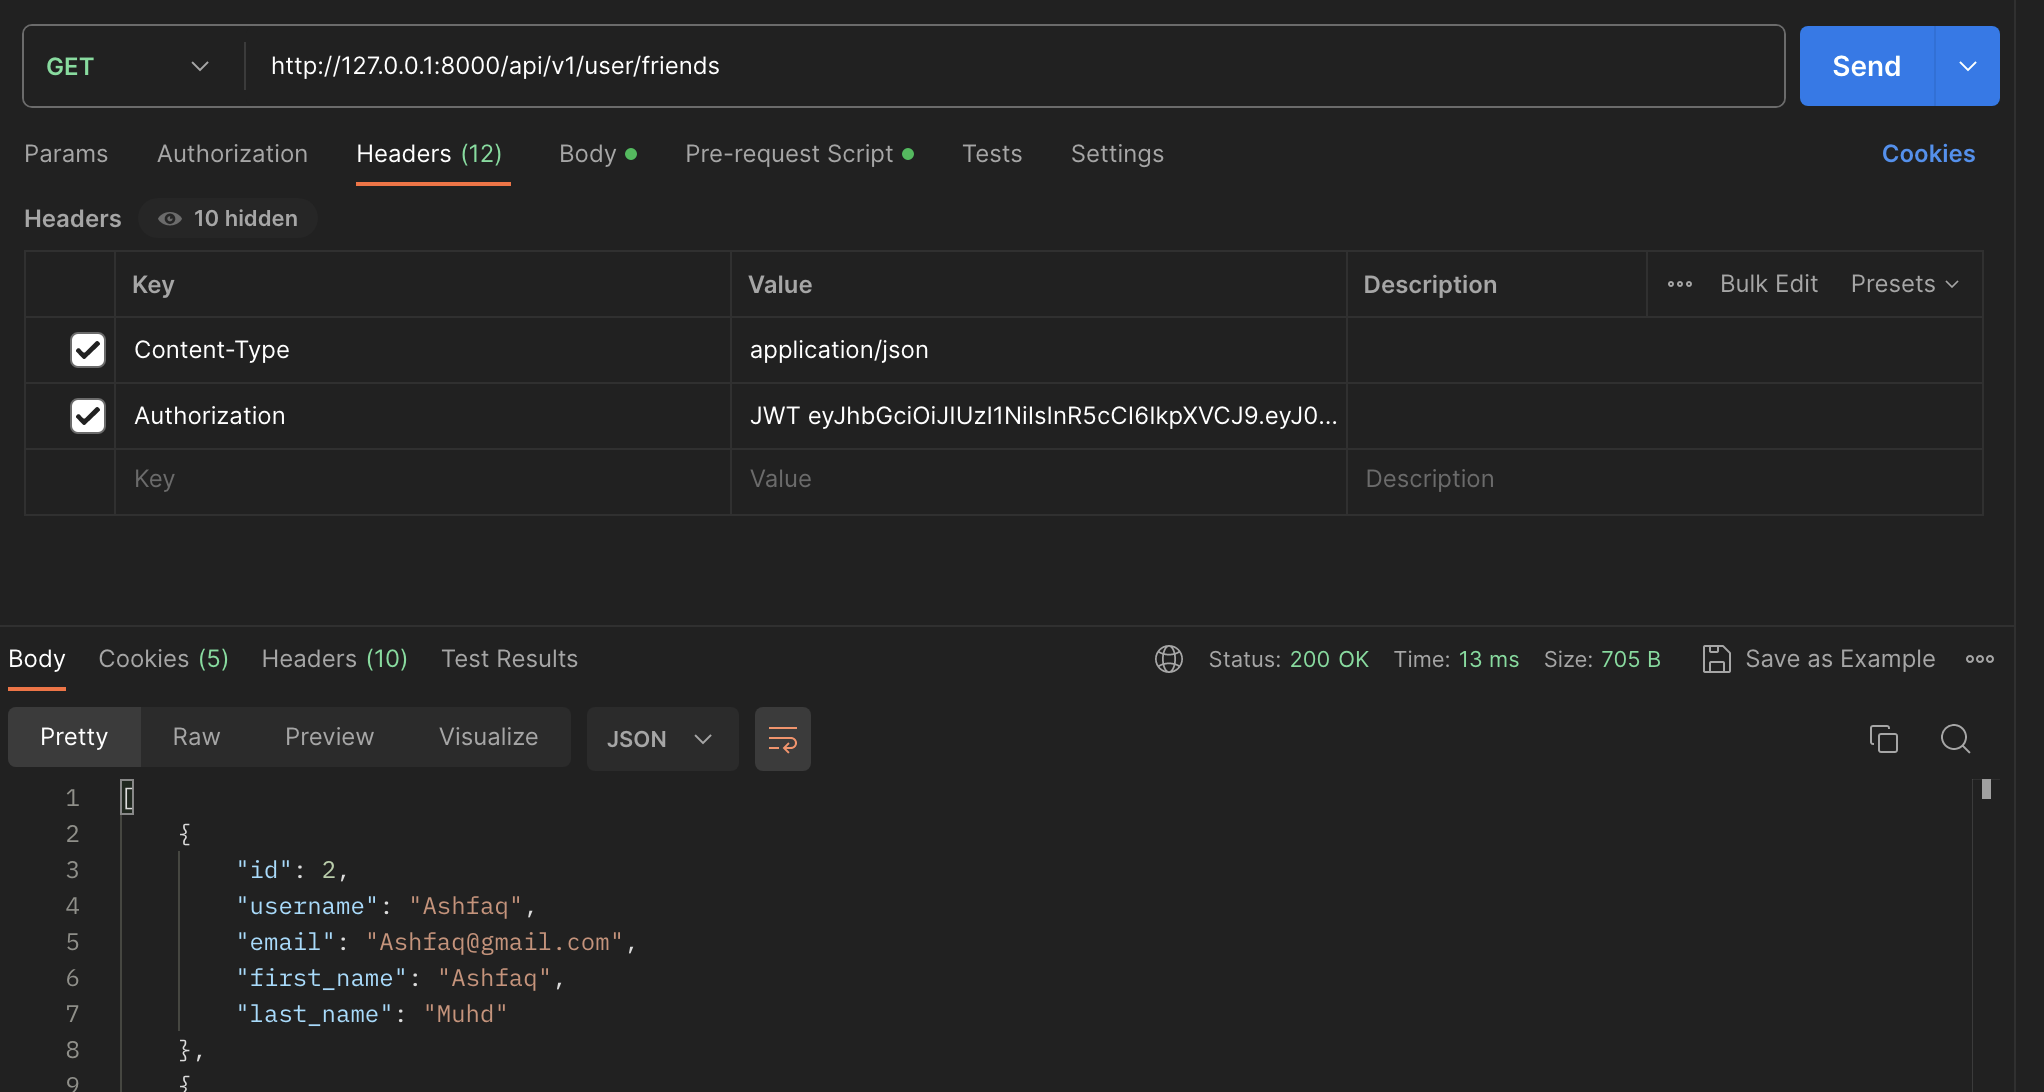 GET http://127.0.0.1:8000/api/v1/user/friends Send
Params Authorization Headers (12) Body Pre-request Script Tests Settings Cookies
Headers 10 hidden
Key Value Description Bulk Edit Presets
Content-Type application/json
Authorization JWT eyJhbGciOiJIUzI1NiIsInR5cCI6IkpXVCJ9.eyJ0...
Key Value Description
Body Cookies (5) Headers (10) Test Results Status: 200 OK Time: 13 ms Size: 705 B Save as Example
Pretty Raw Preview Visualize JSON
1 [
2 {
3 "id": 2,
4 "username": "Ashfaq",
5 "email": "Ashfaq@gmail.com",
6 "first_name": "Ashfaq",
7 "last_name": "Muhd"
8 },
9 {